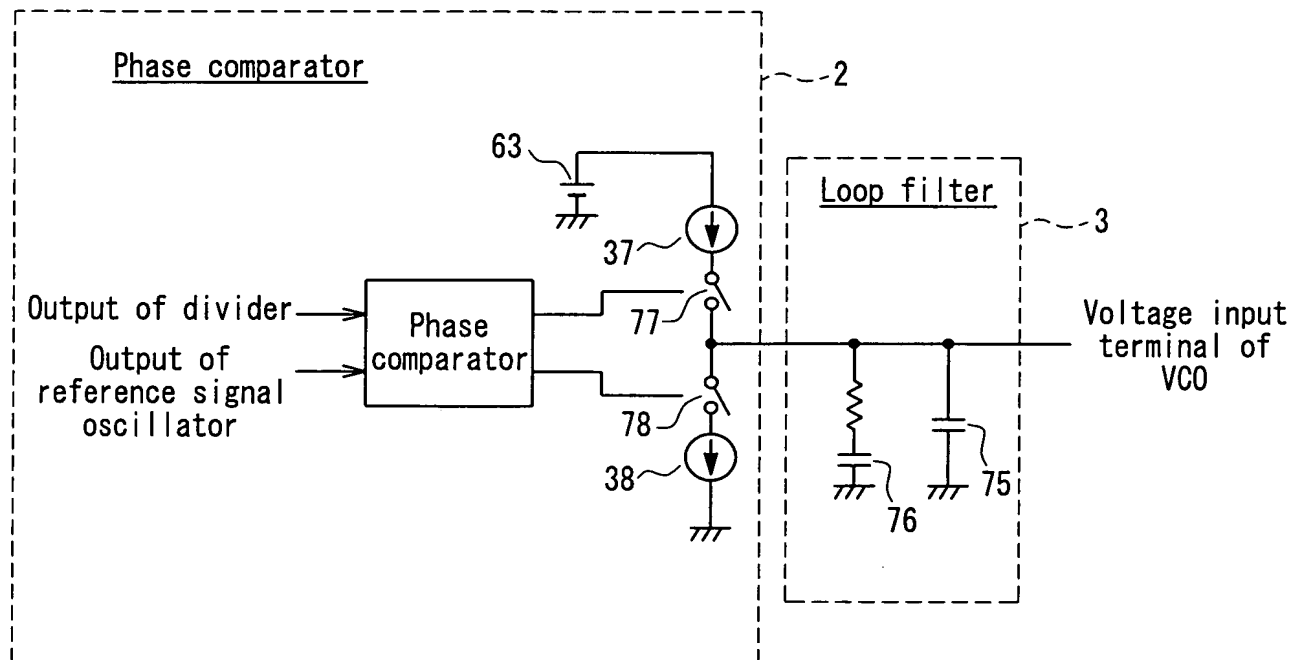 Phase comparator
2
63
Loop filter
3
37
Output of divider
77
Phase
comparator
Voltage input
terminal of
VCO
Output of
reference signal
oscillator
78
38
75
76